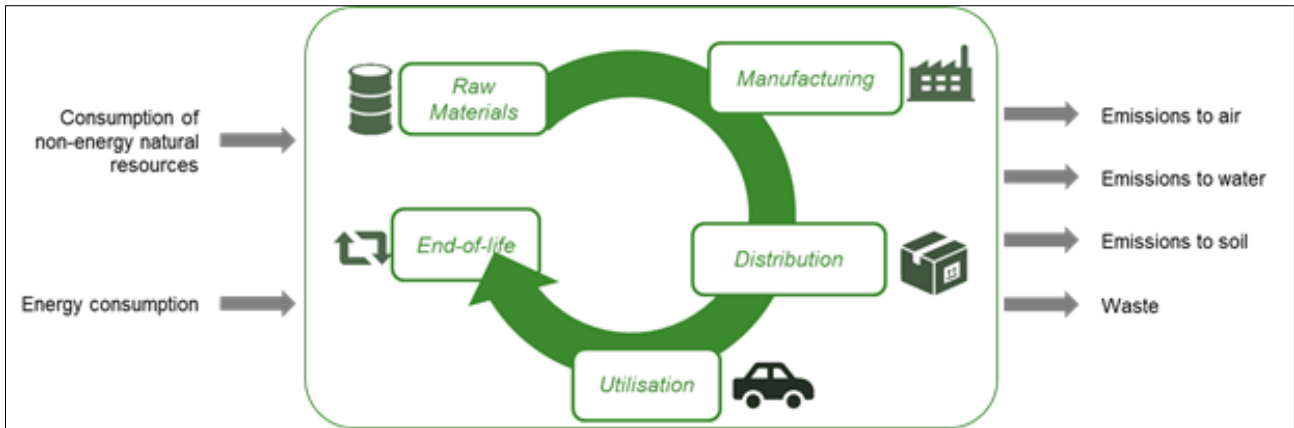 Consumption of
non-energy natural
resources
Energy consumption
Raw
Materials
Manufacturing
Distribution
Utilisation
End-of-life
Emissions to air
Emissions to water
Emissions to soil
Waste